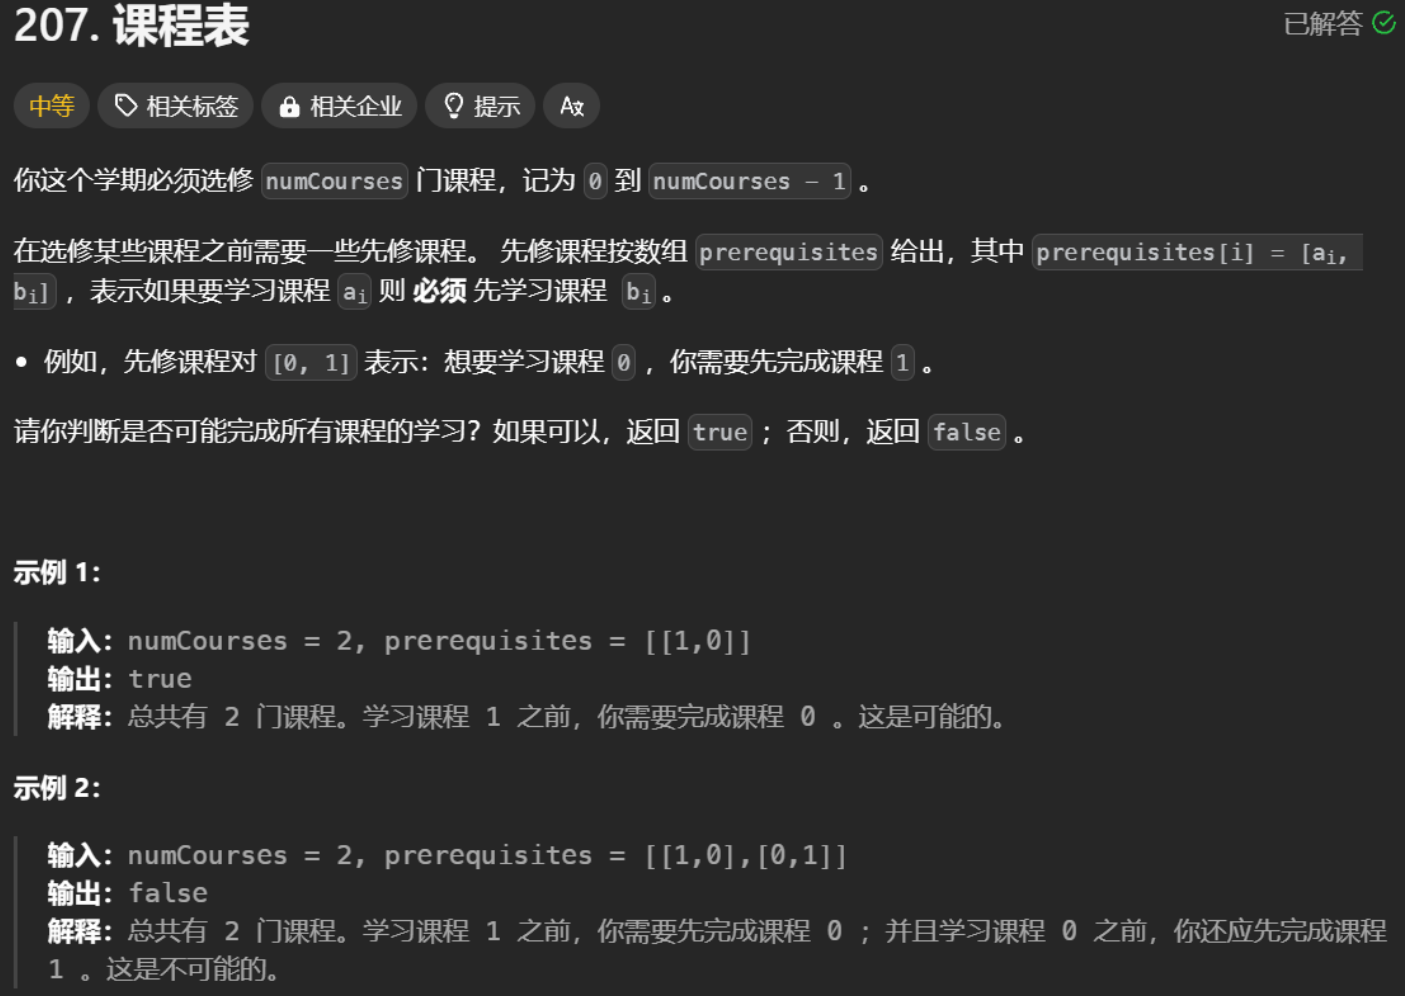 207. 课程表
已解答
中等 相关标签 相关企业 提示 A文
你这个学期必须选修 numCourses 门课程，记为 0 到 numCourses - 1 。
在选修某些课程之前需要一些先修课程。 先修课程按数组 prerequisites 给出，其中 prerequisites[i] = [ai,
bi] ，表示如果要学习课程 ai 则 必须 先学习课程 bi 。
• 例如，先修课程对 [0, 1] 表示：想要学习课程 0 ，你需要先完成课程 1 。
请你判断是否可能完成所有课程的学习？如果可以，返回 true ；否则，返回 false 。
示例 1：
输入：numCourses = 2, prerequisites = [[1,0]]
输出：true
解释：总共有 2 门课程。学习课程 1 之前，你需要完成课程 0 。这是可能的。
示例 2：
输入：numCourses = 2, prerequisites = [[1,0],[0,1]]
输出：false
解释：总共有 2 门课程。学习课程 1 之前，你需要先完成课程 0 ；并且学习课程 0 之前，你还应先完成课程
1 。这是不可能的。